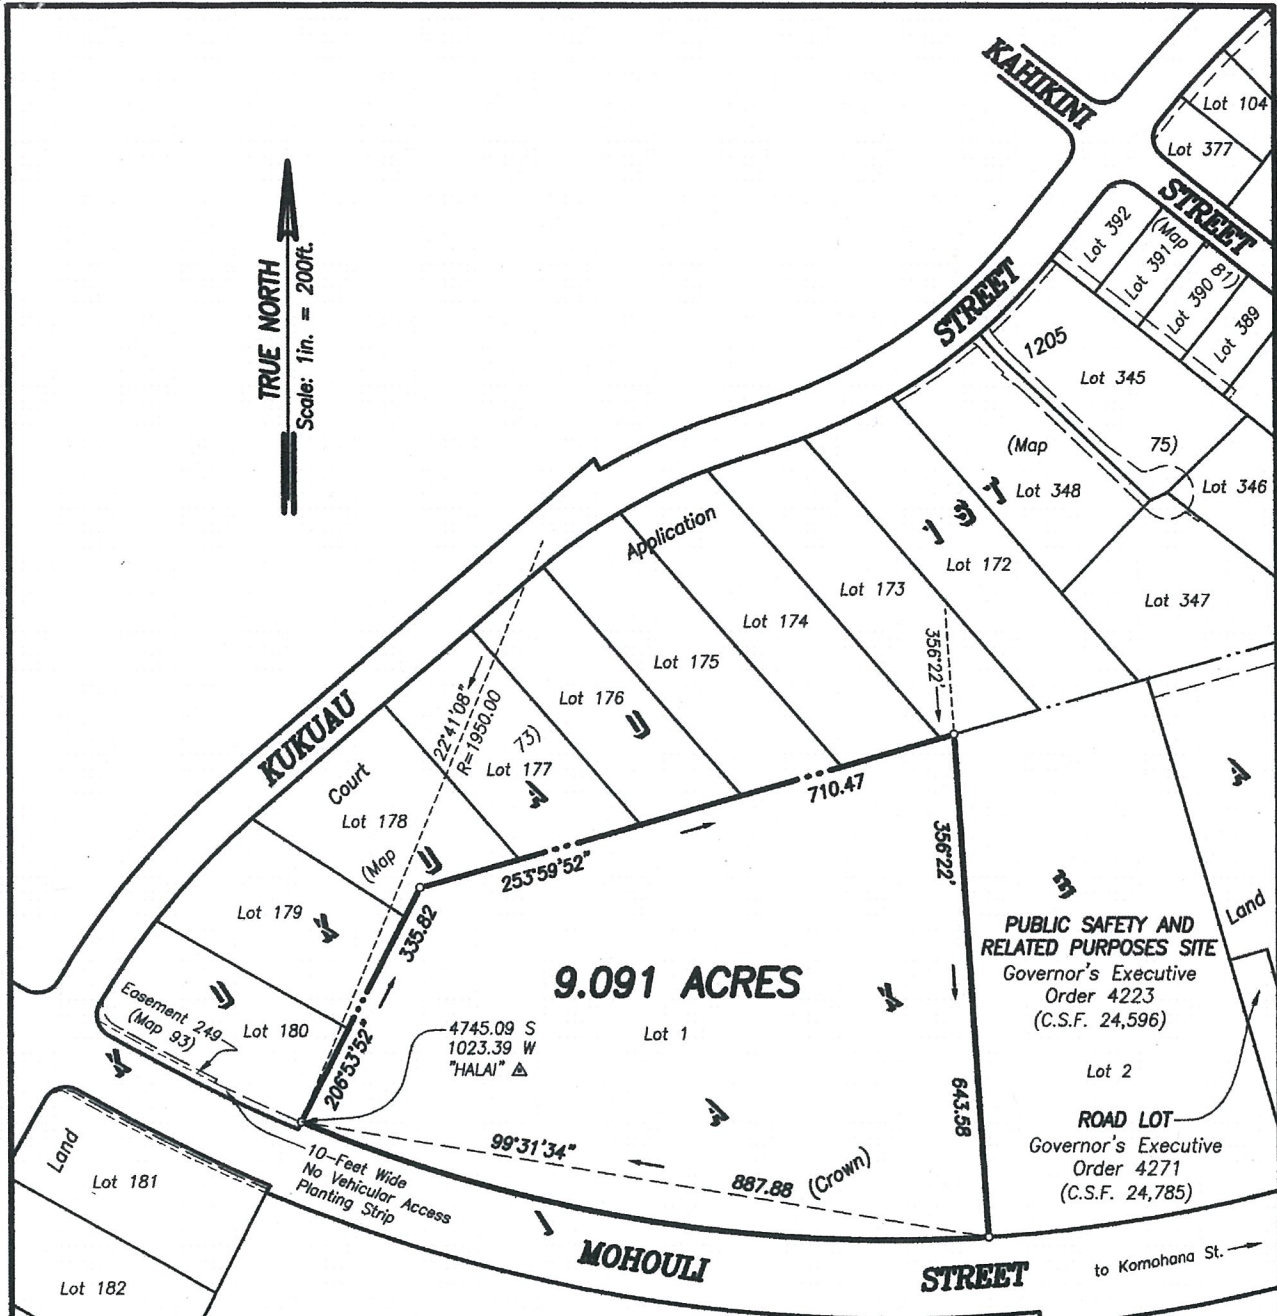 KAHIKINI
STREET
Lot 104
Lot 377
Lot 392
Lot 391
(Map
Lot 390
81)
Lot 389
TRUE NORTH
Scale: 1in. = 200ft.
STREET
1205
Lot 345
(Map
75)
Lot 348
Lot 346
Lot 347
Application
Lot 172
Lot 173
Lot 174
Lot 175
Lot 176
73)
Lot 177
KUKUAU
22°41'08"
R=1950.00
Court
Lot 178
(Map
Lot 179
Lot 180
Easement 249
(Map 93)
356°22'
710.47
253°59'52"
335.82
206°53'52"
356°22'
643.58
9.091 ACRES
Lot 1
4745.09 S
1023.39 W
"HALAI"
PUBLIC SAFETY AND
RELATED PURPOSES SITE
Governor's Executive
Order 4223
(C.S.F. 24,596)
Lot 2
ROAD LOT
Governor's Executive
Order 4271
(C.S.F. 24,785)
Land
99°31'34"
887.88
(Crown)
10-Feet Wide
No Vehicular Access
Planting Strip
Land
Lot 181
Lot 182
MOHOULI
STREET
to Komohana St.